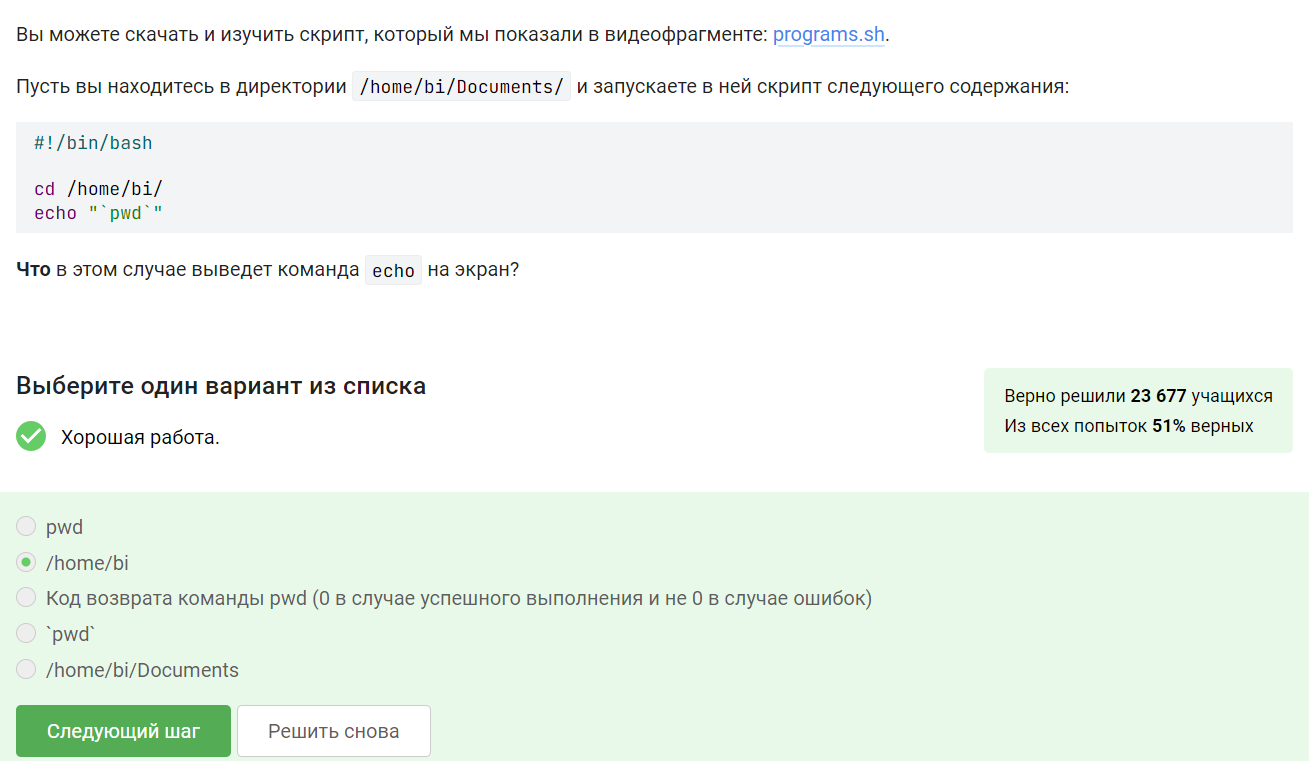 Вы можете скачать и изучить скрипт, который мы показали в видеофрагменте: programs.sh.
Пусть вы находитесь в директории /home/bi/Documents/ и запускаете в ней скрипт следующего содержания:
#!/bin/bash
cd /home/bi/
echo "`pwd`"
Что в этом случае выведет команда echo на экран?
Выберите один вариант из списка
Верно решили 23 677 учащихся
Из всех попыток 51% верных
Хорошая работа.
pwd
/home/bi
Код возврата команды pwd (0 в случае успешного выполнения и не 0 в случае ошибок)
`pwd`
/home/bi/Documents
Следующий шаг
Решить снова